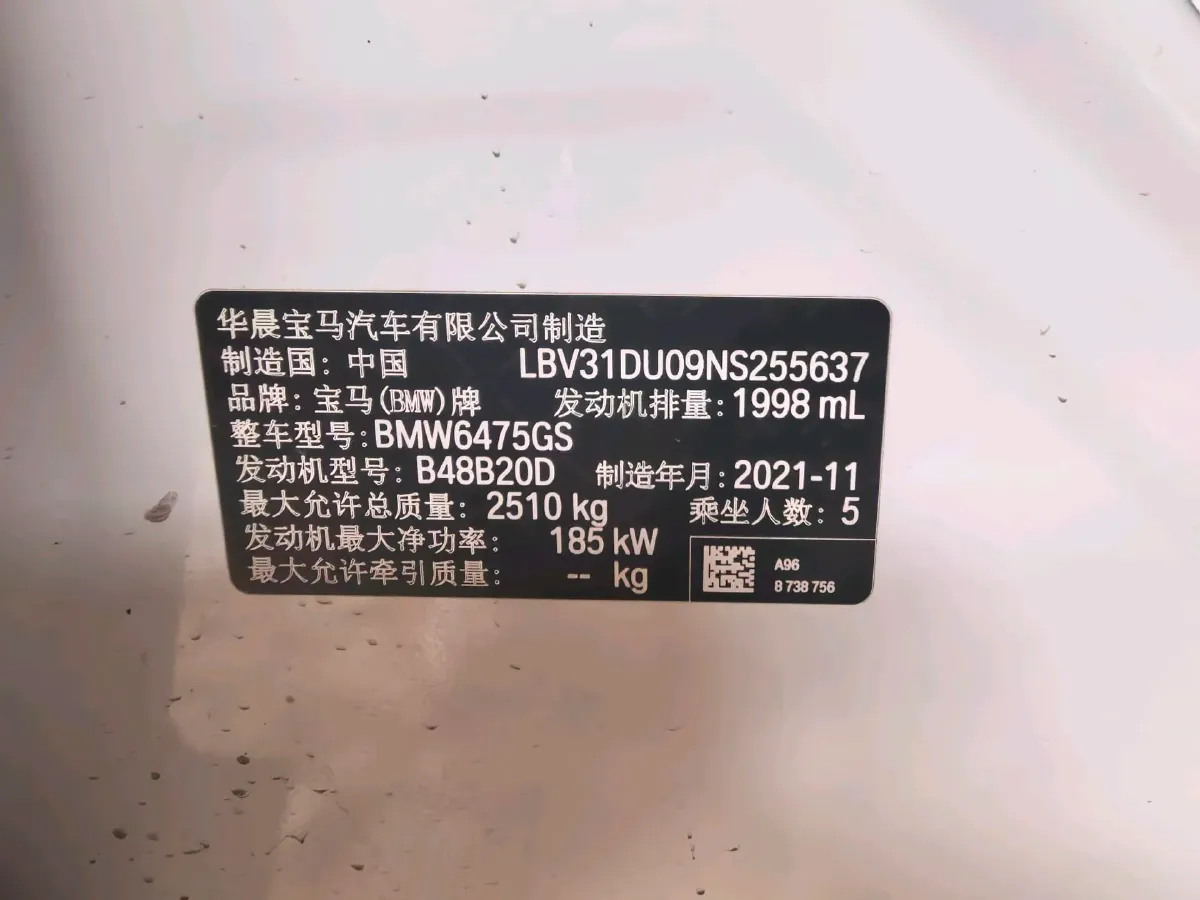 华晨宝马汽车有限公司制造
制造国：中国 LBV31DU09NS255637
品牌：宝马(BMW)牌 发动机排量：1998 mL
整车型号：BMW6475GS
发动机型号：B48B20D 制造年月：2021-11
最大允许总质量：2510 kg 乘坐人数：5
发动机最大净功率：185 kW
最大允许牵引质量：-- kg
A96
8 738 756